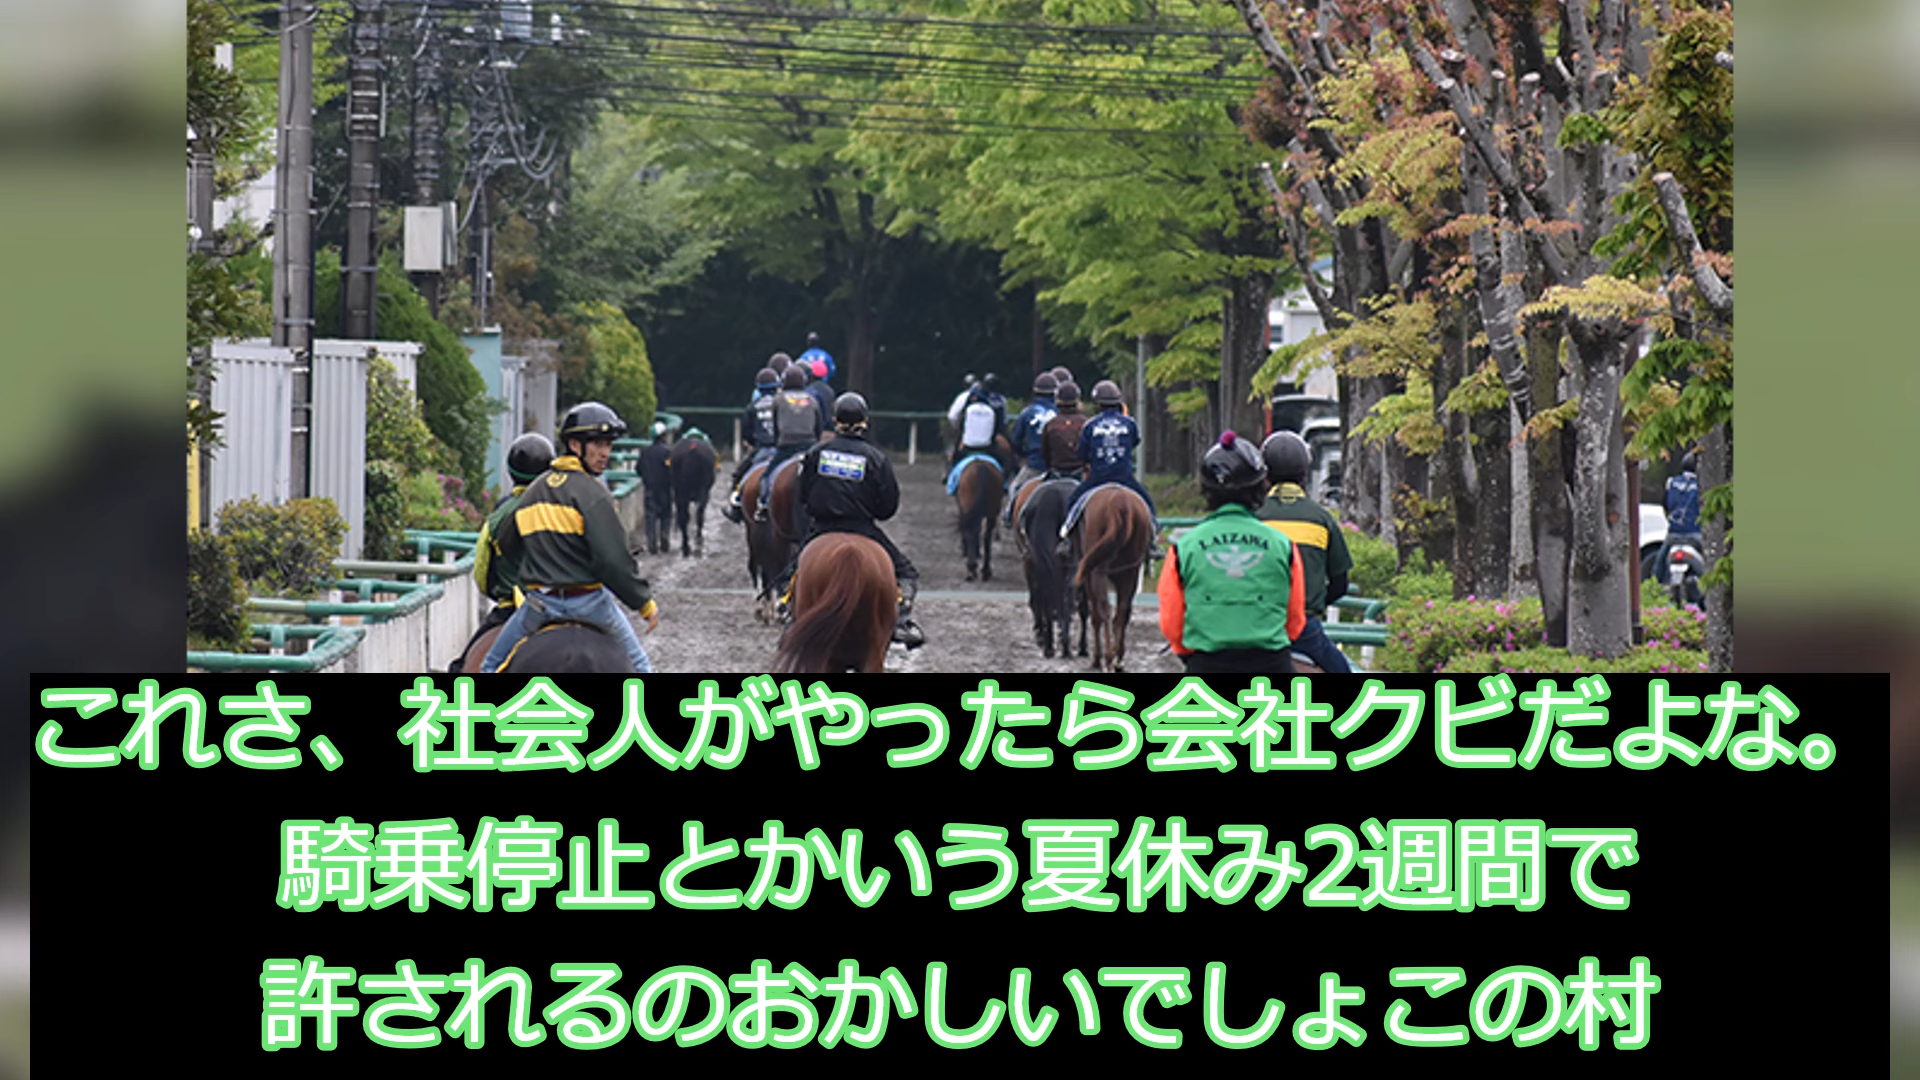 I.AIZAWA
これさ、社会人がやったら会社クビだよな。
騎乗停止とかいう夏休み2週間で
許されるのおかしいでしょこの村